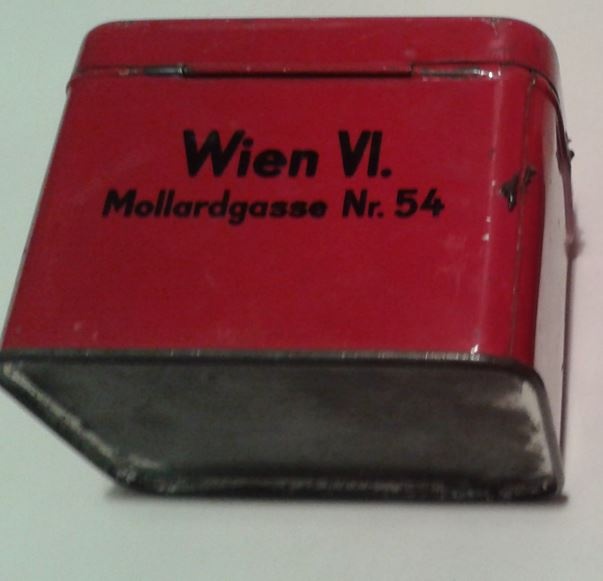 Wien VI.
Mollardgasse Nr. 54